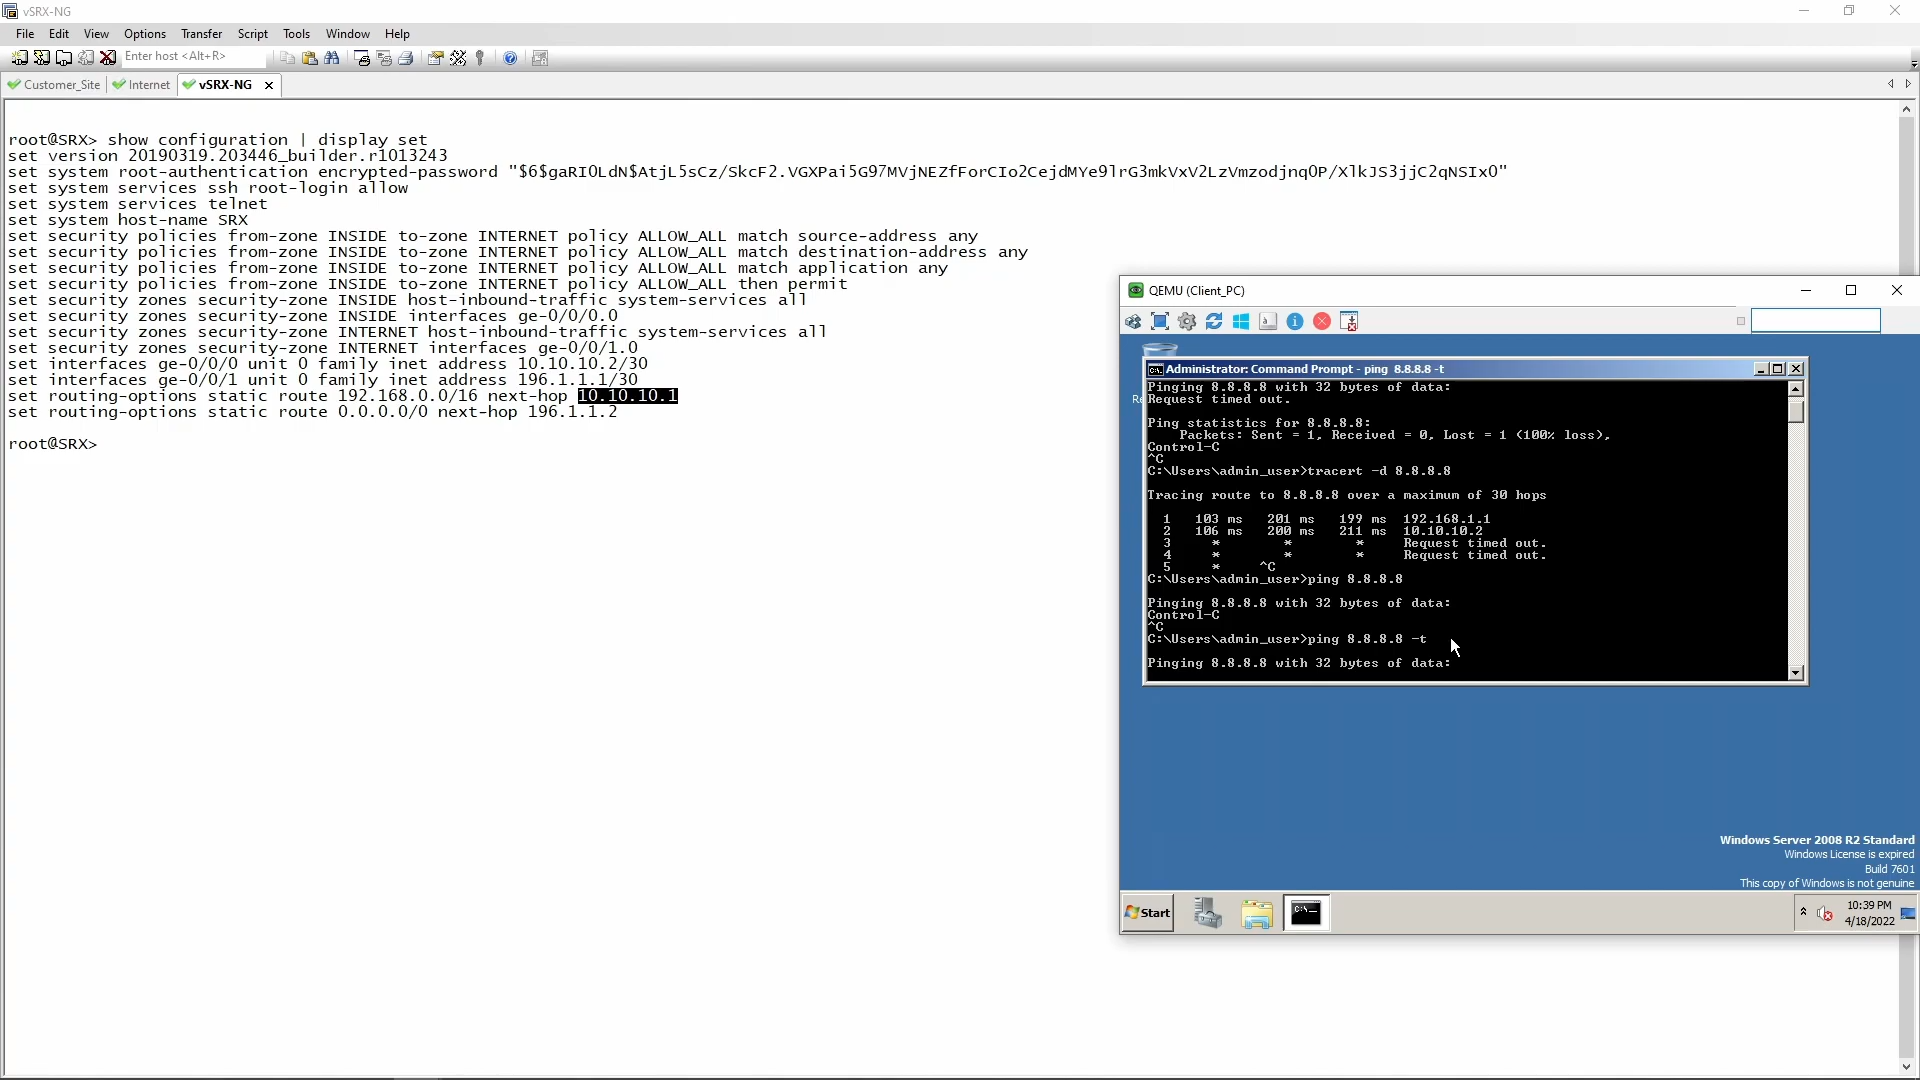 vSRX-NG
File Edit View Options Transfer Script Tools Window Help
Enter host <Alt+R>
Customer_Site Internet vSRX-NG
root@SRX> show configuration | display set
set version 20190319.203446_builder.r1013243
set system root-authentication encrypted-password "$6$gaRIOLdN$AtjL5sCz/SkcF2.VGXPai5G97MVjNEZfForCIo2CejdMYe9lrG3mkVxV2LzVmzodjnqOP/XlkJS3jjC2qNSIx0"
set system services ssh root-login allow
set system services telnet
set system host-name SRX
set security policies from-zone INSIDE to-zone INTERNET policy ALLOW_ALL match source-address any
set security policies from-zone INSIDE to-zone INTERNET policy ALLOW_ALL match destination-address any
set security policies from-zone INSIDE to-zone INTERNET policy ALLOW_ALL match application any
set security policies from-zone INSIDE to-zone INTERNET policy ALLOW_ALL then permit
set security zones security-zone INSIDE host-inbound-traffic system-services all
set security zones security-zone INSIDE interfaces ge-0/0/0.0
set security zones security-zone INTERNET host-inbound-traffic system-services all
set security zones security-zone INTERNET interfaces ge-0/0/1.0
set interfaces ge-0/0/0 unit 0 family inet address 10.10.10.2/30
set interfaces ge-0/0/1 unit 0 family inet address 196.1.1.1/30
set routing-options static route 192.168.0.0/16 next-hop 10.10.10.1
set routing-options static route 0.0.0.0/0 next-hop 196.1.1.2
root@SRX>
QEMU (Client_PC)
Administrator: Command Prompt - ping 8.8.8.8 -t
Pinging 8.8.8.8 with 32 bytes of data:
Request timed out.
Ping statistics for 8.8.8.8:
Packets: Sent = 1, Received = 0, Lost = 1 (100% loss),
Control-C
^C
C:\Users\admin_user>tracert -d 8.8.8.8
Tracing route to 8.8.8.8 over a maximum of 30 hops
1 103 ms 201 ms 199 ms 192.168.1.1
2 106 ms 200 ms 211 ms 10.10.10.2
3 * * * Request timed out.
4 * * * Request timed out.
5 * ^C
C:\Users\admin_user>ping 8.8.8.8
Pinging 8.8.8.8 with 32 bytes of data:
Control-C
^C
C:\Users\admin_user>ping 8.8.8.8 -t
Pinging 8.8.8.8 with 32 bytes of data:
Windows Server 2008 R2 Standard
Windows License is expired
Build 7601
This copy of Windows is not genuine
Start
10:39 PM
4/18/2022